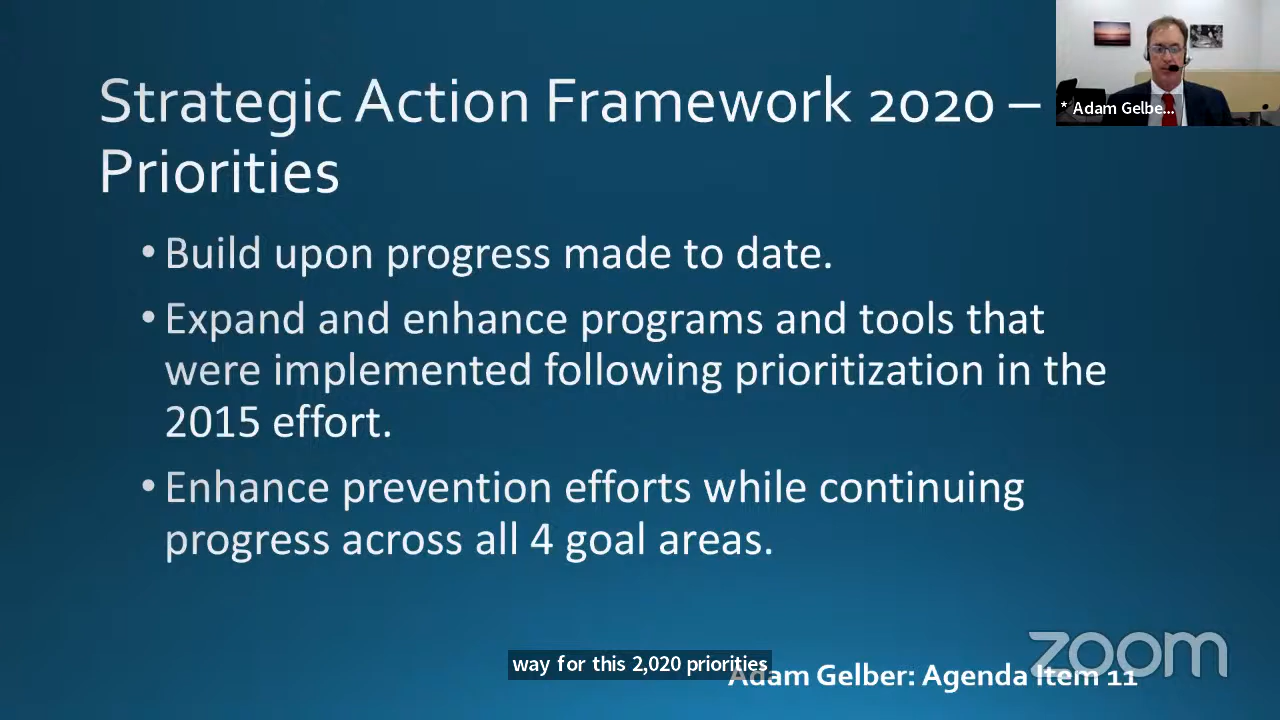 Strategic Action Framework 2020 –
Priorities
* Adam Gelbe...
• Build upon progress made to date.
• Expand and enhance programs and tools that
were implemented following prioritization in the
2015 effort.
• Enhance prevention efforts while continuing
progress across all 4 goal areas.
way for this 2,020 priorities
Adam Gelber: Agenda Item 11
zoom